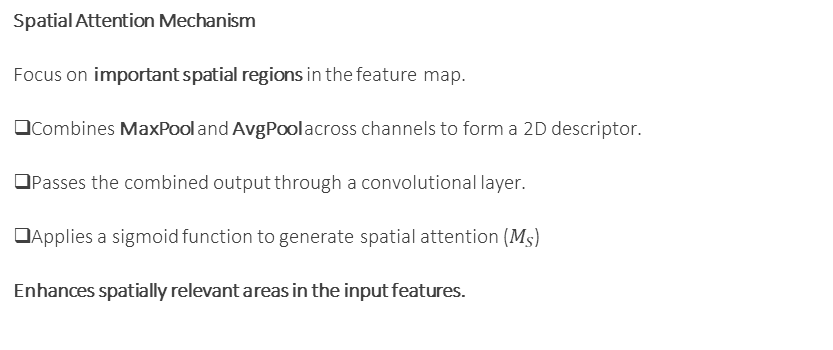 Spatial Attention Mechanism
Focus on important spatial regions in the feature map.
❑Combines MaxPool and AvgPool across channels to form a 2D descriptor.
❑Passes the combined output through a convolutional layer.
❑Applies a sigmoid function to generate spatial attention (M_S)
Enhances spatially relevant areas in the input features.